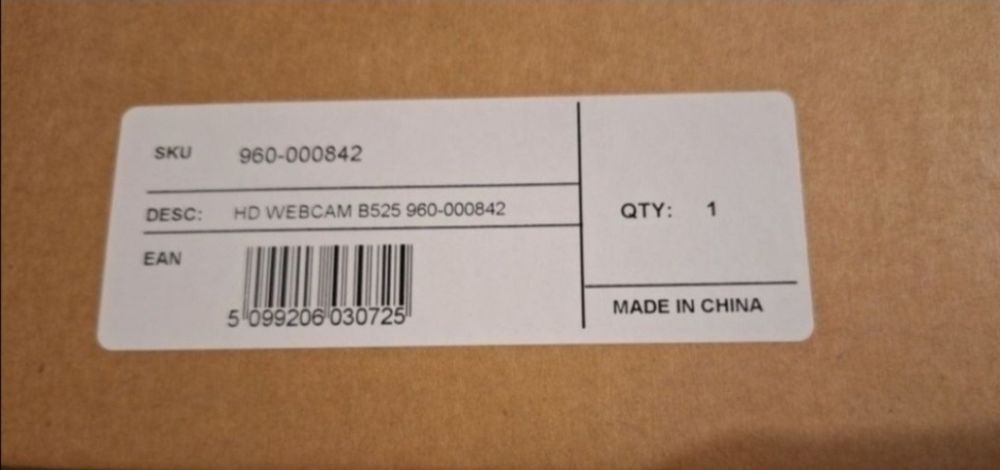 SKU 960-000842
DESC: HD WEBCAM B525 960-000842
EAN
5 099206 030725
QTY: 1
MADE IN CHINA